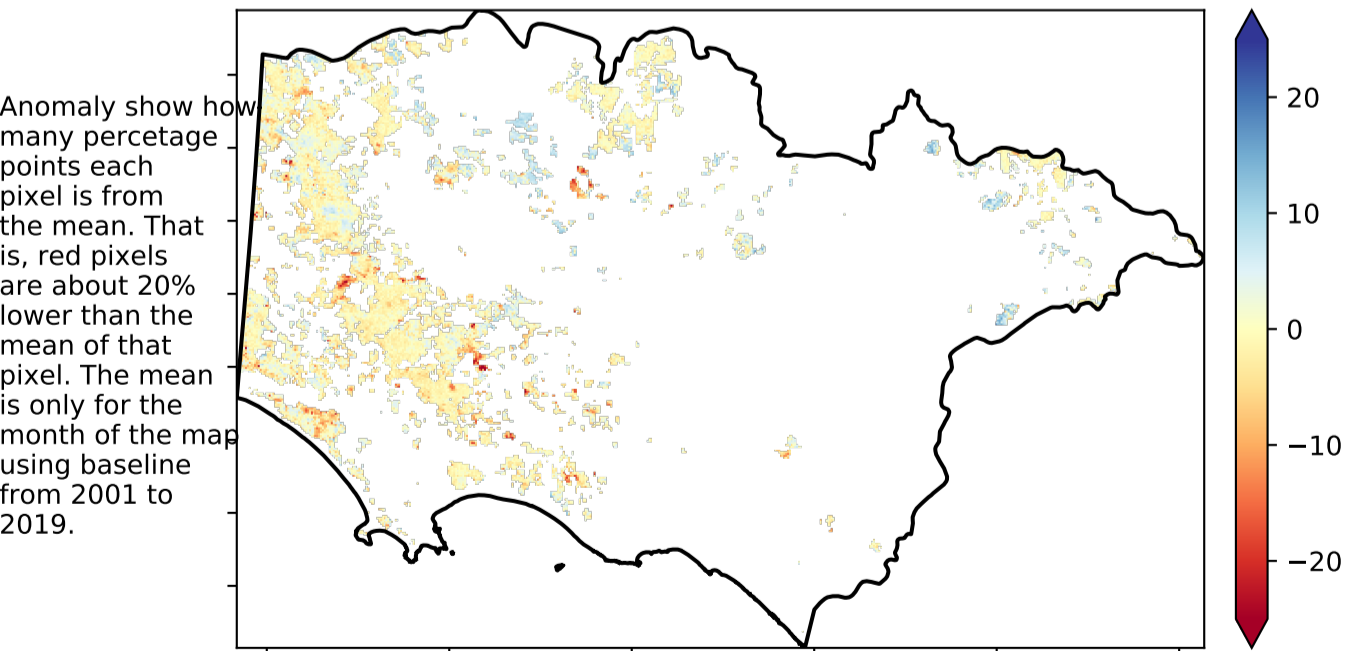 Anomaly show how
many percetage
points each
pixel is from
the mean. That
is, red pixels
are about 20%
lower than the
mean of that
pixel. The mean
is only for the
month of the map
using baseline
from 2001 to
2019.
20
10
0
−10
−20